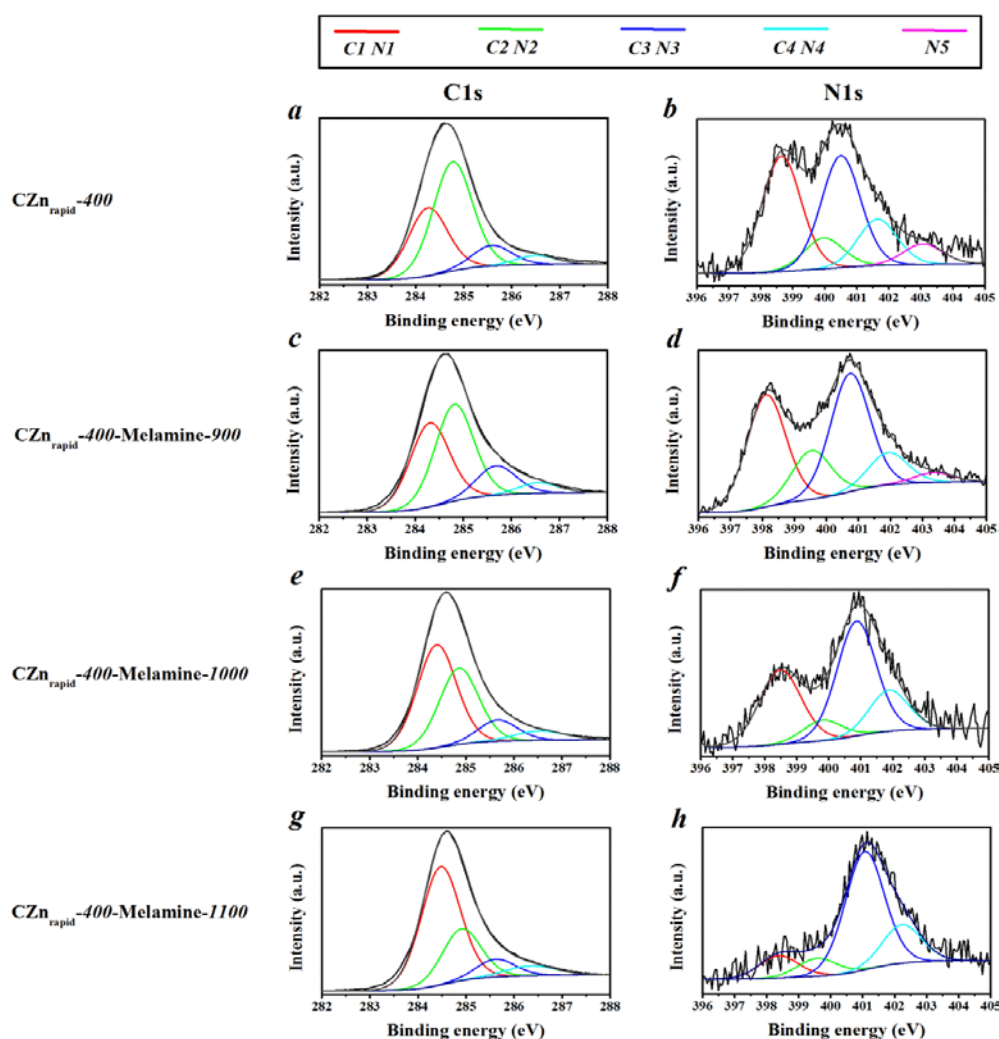 C1 N1 C2 N2 C3 N3 C4 N4 N5
C1s N1s
a b
CZnrapid-400
Intensity (a.u.) Intensity (a.u.)
282 283 284 285 286 287 288 396 397 398 399 400 401 402 403 404 405
Binding energy (eV) Binding energy (eV)
c d
CZnrapid-400-Melamine-900
Intensity (a.u.) Intensity (a.u.)
282 283 284 285 286 287 288 396 397 398 399 400 401 402 403 404 405
Binding energy (eV) Binding energy (eV)
e f
CZnrapid-400-Melamine-1000
Intensity (a.u.) Intensity (a.u.)
282 283 284 285 286 287 288 396 397 398 399 400 401 402 403 404 405
Binding energy (eV) Binding energy (eV)
g h
CZnrapid-400-Melamine-1100
Intensity (a.u.) Intensity (a.u.)
282 283 284 285 286 287 288 396 397 398 399 400 401 402 403 404 405
Binding energy (eV) Binding energy (eV)